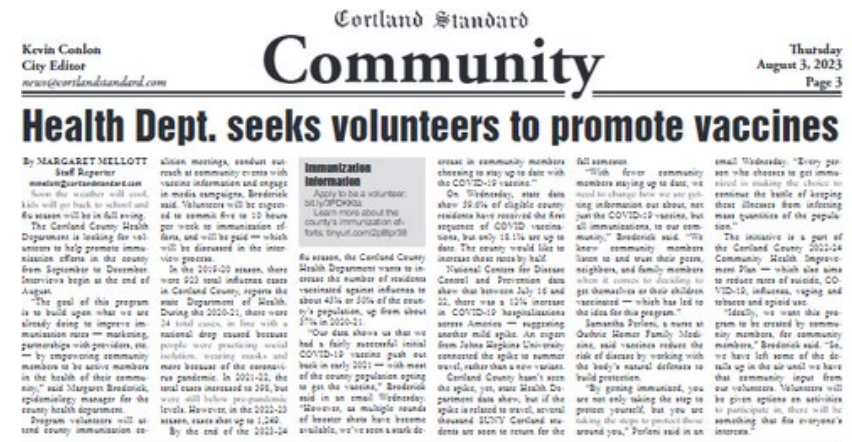 Cortland Standard
Kevin Conlon
City Editor
news@cortlandstandard.com
Community
Thursday
August 3, 2023
Page 3
Health Dept. seeks volunteers to promote vaccines
By MARGARET MELLOTT
Staff Reporter
mmellott@cortlandstandard.com
Soon the weather will cool,
kids will go back to school and
flu season will be in full swing.
The Cortland County Health
Department is looking for vol-
unteers to help promote immu-
nization efforts in the county
from September to December.
Interviews begin at the end of
August.
"The goal of this program
is to build upon what we are
already doing to improve im-
munization rates — marketing,
partnerships with providers, etc.
— by empowering community
members to be active members
in the health of their commu-
nity," said Margaret Broderick,
epidemiology manager for the
county health department.
Program volunteers will at-
tend county immunization co-
alition meetings, conduct out-
reach at community events with
vaccine information and engage
in media campaigns, Broderick
said. Volunteers will be expect-
ed to commit five to 10 hours
per week to immunization ef-
forts, and will be paid — which
will be discussed in the inter-
view process.
In the 2019-20 season, there
were 922 total influenza cases
in Cortland County, reports the
state Department of Health.
During the 2020-21, there were
24 total cases, in line with a
national drop caused because
people were practicing social
isolation, wearing masks and
more because of the coronavi-
rus pandemic. In 2021-22, the
total cases increased to 398, but
were still below pre-pandemic
levels. However, in the 2022-23
season, cases shot up to 1,249.
By the end of the 2023-24
Immunization
Information
Apply to be a volunteer:
Learn more about the
county's immunization ef-
forts: tinyurl.com/2p8tpr38
flu season, the Cortland County
Health Department wants to in-
crease the number of residents
vaccinated against influenza to
about 45% or 50% of the coun-
ty's population, up from about
37% in 2020-21.
"Our data shows us that we
had a fairly successful initial
COVID-19 vaccine push out
back in early 2021 — with most
of the county population opting
to get the vaccine," Broderick
said in an email Wednesday.
"However, as multiple rounds
of booster shots have become
available, we've seen a stark de-
crease in community members
choosing to stay up to date with
the COVID-19 vaccine."
On Wednesday, state data
show 59.6% of eligible county
residents have received the first
sequence of COVID vaccina-
tions, but only 18.1% are up to
date. The county would like to
increase these rates by half.
National Centers for Disease
Control and Prevention data
show that between July 16 and
22, there was a 12% increase
in COVID-19 hospitalizations
across America — suggesting
another mild spike. An expert
from Johns Hopkins University
connected the spike to summer
travel, rather than a new variant.
Cortland County hasn't seen
the spike, yet, state Health De-
partment data show, but if the
spike is related to travel, several
thousand SUNY Cortland stu-
dents are soon to return for the
fall semester.
"With fewer community
members staying up to date, we
need to change how we are get-
ting information out about, not
just the COVID-19 vaccine, but
all immunizations, to our com-
munity," Broderick said. "We
know community members
listen to and trust their peers,
neighbors, and family members
when it comes to deciding to
get themselves or their children
vaccinated — which has led to
the idea for this program."
Samantha Perkins, a nurse at
Guthrie Homer Family Medi-
cine, said vaccines reduce the
risk of disease by working with
the body's natural defenses to
build protection.
"By getting immunized, you
are not only taking the step to
protect yourself, but you are
taking the steps to protect those
around you," Perkins said in an
email Wednesday. "Every per-
son who chooses to get immu-
nized is making the choice to
continue the battle of keeping
these illnesses from infecting
mass quantities of the popula-
tion."
The initiative is a part of
the Cortland County 2022-24
Community Health Improve-
ment Plan — which also aims
to reduce rates of suicide, CO-
VID-19, influenza, vaping and
tobacco and opioid use.
"Ideally, we want this pro-
gram to be created by commu-
nity members, for community
members," Broderick said. "So,
we have left some of the de-
tails up in the air until we have
that community input from
our volunteers. Volunteers will
be given options on activities
to participate in, there will be
something that fits everyone's
interests."